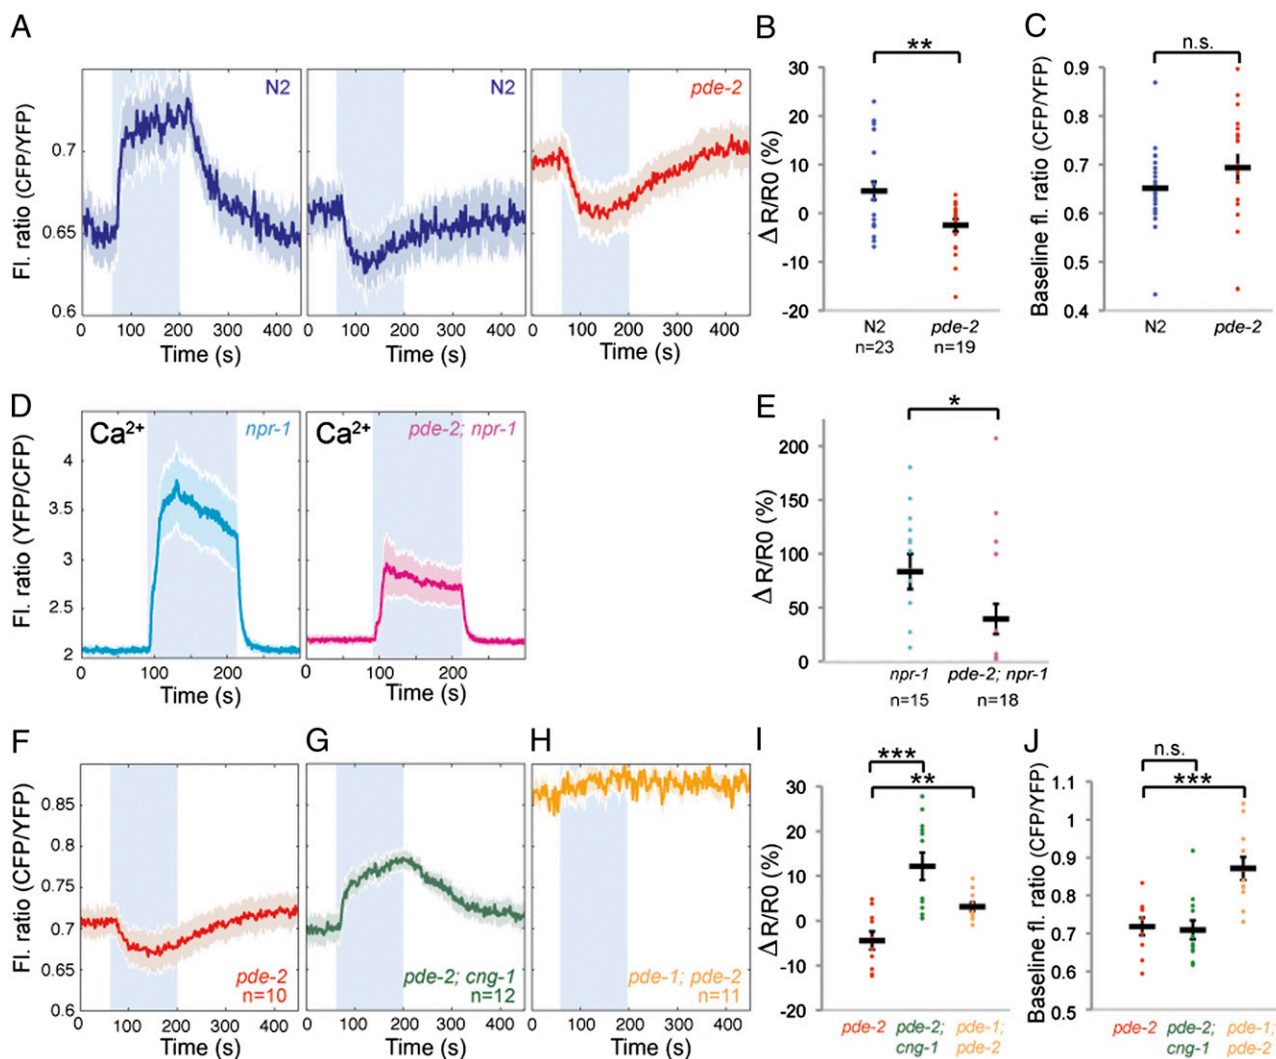 A
B
C
Fl. ratio (CFP/YFP)
0.7
0.65
0.6
N2
N2
pde-2
0 100 200 300 400
0 100 200 300 400
0 100 200 300 400
Time (s)
Time (s)
Time (s)
**
Δ R/R0 (%)
30
20
10
0
-10
-20
N2
pde-2
n=23
n=19
n.s.
Baseline fl. ratio (CFP/YFP)
0.9
0.8
0.7
0.6
0.5
0.4
N2
pde-2
D
E
Fl. ratio (YFP/CFP)
4
3.5
3
2.5
2
Ca2+
npr-1
Ca2+
pde-2; npr-1
100 200
0 100 200
Time (s)
Time (s)
*
Δ R/R0 (%)
200
150
100
50
0
npr-1
pde-2; npr-1
n=15
n=18
F
G
H
I
J
Fl. ratio (CFP/YFP)
0.85
0.8
0.75
0.7
0.65
0.6
pde-2
n=10
pde-2; cng-1
n=12
pde-1; pde-2
n=11
0 100 200 300 400
0 100 200 300 400
0 100 200 300 400
Time (s)
Time (s)
Time (s)
***
**
Δ R/R0 (%)
30
20
10
0
-10
-20
pde-2
pde-2;
cng-1
pde-1;
pde-2
n.s.
***
Baseline fl. ratio (CFP/YFP)
1.1
1
0.9
0.8
0.7
0.6
0.5
pde-2
pde-2;
cng-1
pde-1;
pde-2